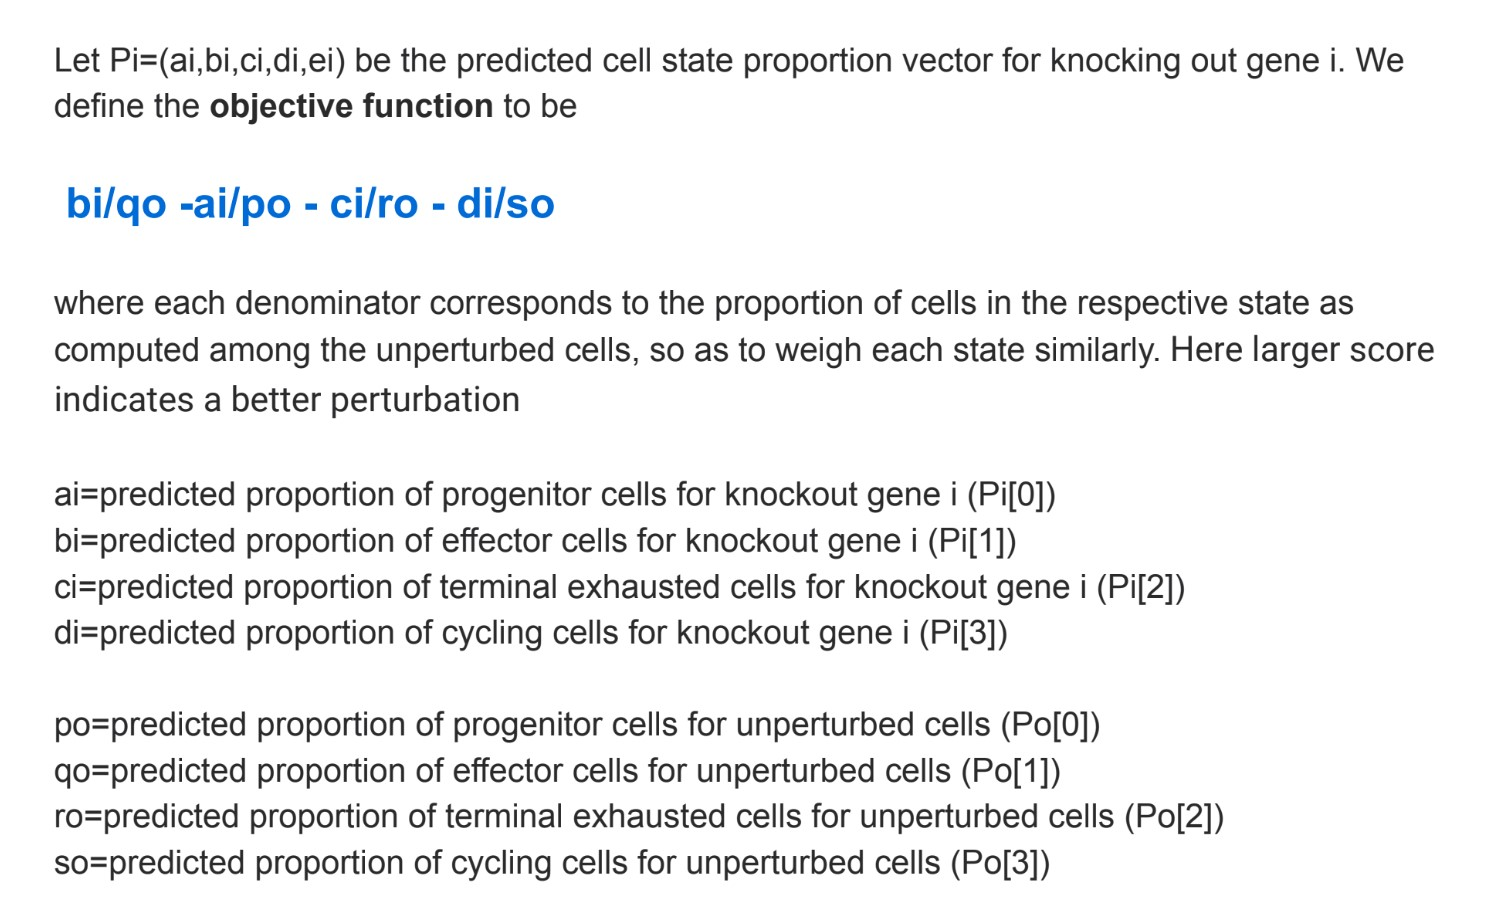 Let Pi=(ai,bi,ci,di,ei) be the predicted cell state proportion vector for knocking out gene i. We
define the objective function to be
bi/qo -ai/po - ci/ro - di/so
where each denominator corresponds to the proportion of cells in the respective state as
computed among the unperturbed cells, so as to weigh each state similarly. Here larger score
indicates a better perturbation
ai=predicted proportion of progenitor cells for knockout gene i (Pi[0])
bi=predicted proportion of effector cells for knockout gene i (Pi[1])
ci=predicted proportion of terminal exhausted cells for knockout gene i (Pi[2])
di=predicted proportion of cycling cells for knockout gene i (Pi[3])
po=predicted proportion of progenitor cells for unperturbed cells (Po[0])
qo=predicted proportion of effector cells for unperturbed cells (Po[1])
ro=predicted proportion of terminal exhausted cells for unperturbed cells (Po[2])
so=predicted proportion of cycling cells for unperturbed cells (Po[3])